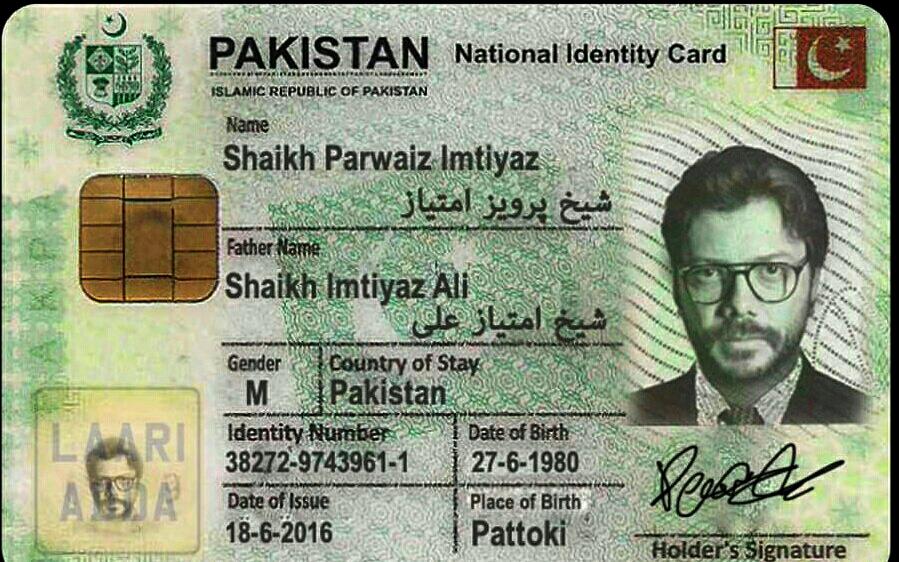 PAKISTAN National Identity Card
ISLAMIC REPUBLIC OF PAKISTAN
Name
Shaikh Parwaiz Imtiyaz
شیخ پرویز امتیاز
Father Name
Shaikh Imtiyaz Ali
شیخ امتیاز علی
Gender Country of Stay
M Pakistan
Identity Number Date of Birth
38272-9743961-1 27-6-1980
Date of Issue Place of Birth
18-6-2016 Pattoki
LAARI
ADDA
Holder's Signature